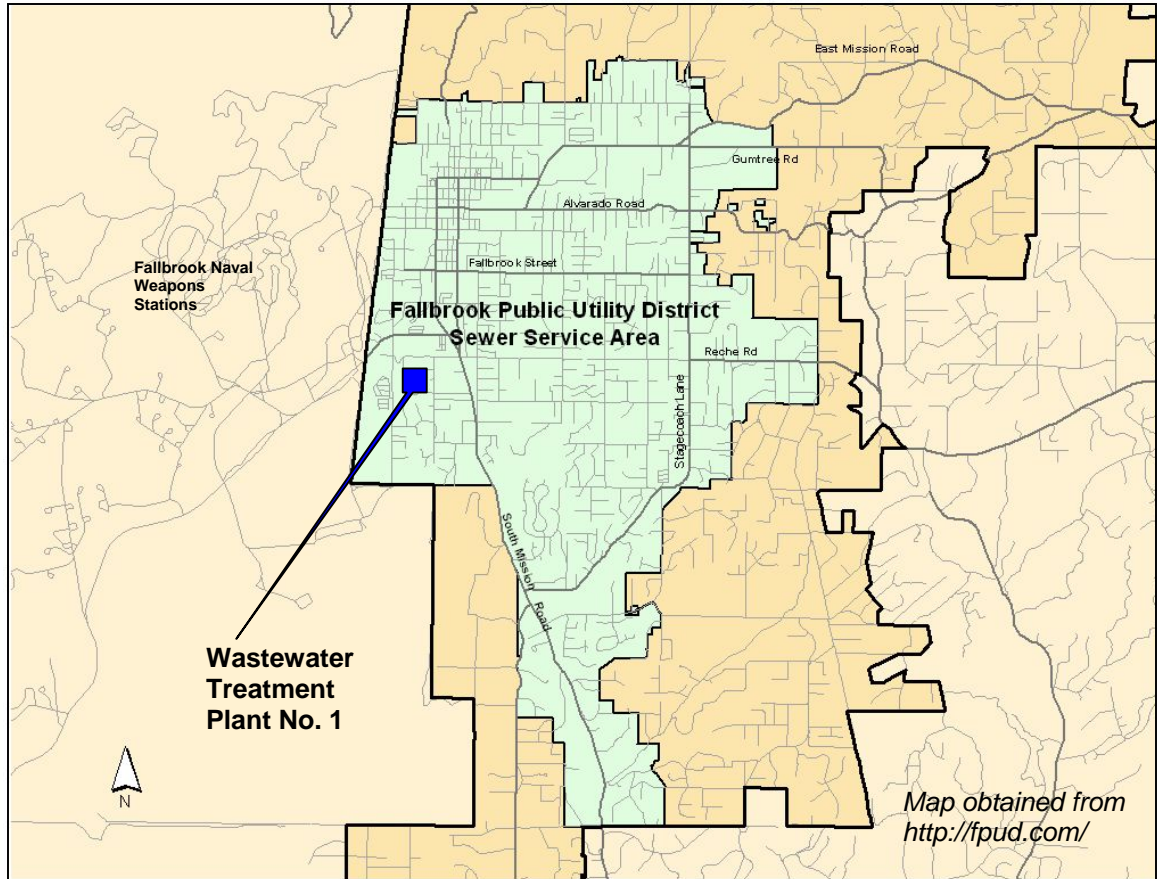 East Mission Road
Gumtree Rd
Alvarado Road
Fallbrook Street
Fallbrook Naval
Weapons
Stations
Fallbrook Public Utility District
Sewer Service Area
Reche Rd
Stagecoach Lane
South Mission Road
Wastewater
Treatment
Plant No. 1
N
Map obtained from
http://fpud.com/